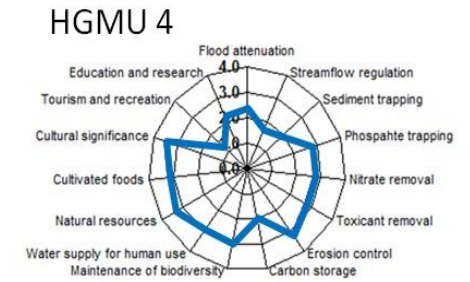 HGMU 4
Flood attenuation
4.0
Education and research
Streamflow regulation
3.0
Tourism and recreation
Sediment trapping
Cultural significance
Phospahte trapping
0.0
Cultivated foods
Nitrate removal
Natural resources
Toxicant removal
Water supply for human use
Erosion control
Maintenance of biodiversity
Carbon storage